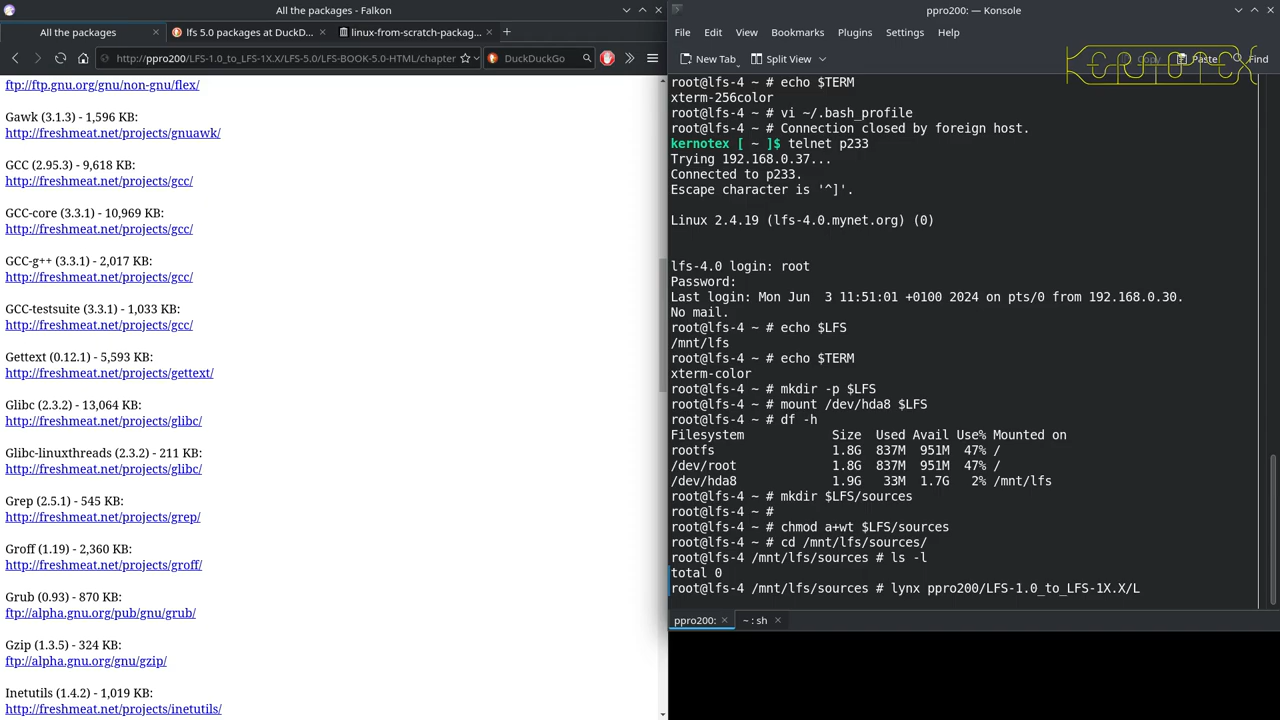 All the packages - Falkon
All the packages
lfs 5.0 packages at DuckD...
linux-from-scratch-packag...
http://ppro200/LFS-1.0_to_LFS-1X.X/LFS-5.0/LFS-BOOK-5.0-HTML/chapter
DuckDuckGo
ftp://ftp.gnu.org/gnu/non-gnu/flex/
Gawk (3.1.3) - 1,596 KB:
http://freshmeat.net/projects/gnuawk/
GCC (2.95.3) - 9,618 KB:
http://freshmeat.net/projects/gcc/
GCC-core (3.3.1) - 10,969 KB:
http://freshmeat.net/projects/gcc/
GCC-g++ (3.3.1) - 2,017 KB:
http://freshmeat.net/projects/gcc/
GCC-testsuite (3.3.1) - 1,033 KB:
http://freshmeat.net/projects/gcc/
Gettext (0.12.1) - 5,593 KB:
http://freshmeat.net/projects/gettext/
Glibc (2.3.2) - 13,064 KB:
http://freshmeat.net/projects/glibc/
Glibc-linuxthreads (2.3.2) - 211 KB:
http://freshmeat.net/projects/glibc/
Grep (2.5.1) - 545 KB:
http://freshmeat.net/projects/grep/
Groff (1.19) - 2,360 KB:
http://freshmeat.net/projects/groff/
Grub (0.93) - 870 KB:
ftp://alpha.gnu.org/pub/gnu/grub/
Gzip (1.3.5) - 324 KB:
ftp://alpha.gnu.org/gnu/gzip/
Inetutils (1.4.2) - 1,019 KB:
http://freshmeat.net/projects/inetutils/
ppro200: — Konsole
File Edit View Bookmarks Plugins Settings Help
New Tab Split View Copy Paste Find
KERNOTEX
root@lfs-4 ~ # echo $TERM
xterm-256color
root@lfs-4 ~ # vi ~/.bash_profile
root@lfs-4 ~ # Connection closed by foreign host.
kernotex [ ~ ]$ telnet p233
Trying 192.168.0.37...
Connected to p233.
Escape character is '^]'.
Linux 2.4.19 (lfs-4.0.mynet.org) (0)
lfs-4.0 login: root
Password:
Last login: Mon Jun  3 11:51:01 +0100 2024 on pts/0 from 192.168.0.30.
No mail.
root@lfs-4 ~ # echo $LFS
/mnt/lfs
root@lfs-4 ~ # echo $TERM
xterm-color
root@lfs-4 ~ # mkdir -p $LFS
root@lfs-4 ~ # mount /dev/hda8 $LFS
root@lfs-4 ~ # df -h
Filesystem Size Used Avail Use% Mounted on
rootfs 1.8G 837M 951M 47% /
/dev/root 1.8G 837M 951M 47% /
/dev/hda8 1.9G 33M 1.7G 2% /mnt/lfs
root@lfs-4 ~ # mkdir $LFS/sources
root@lfs-4 ~ #
root@lfs-4 ~ # chmod a+wt $LFS/sources
root@lfs-4 ~ # cd /mnt/lfs/sources/
root@lfs-4 /mnt/lfs/sources # ls -l
total 0
root@lfs-4 /mnt/lfs/sources # lynx ppro200/LFS-1.0_to_LFS-1X.X/L
ppro200:
~ : sh